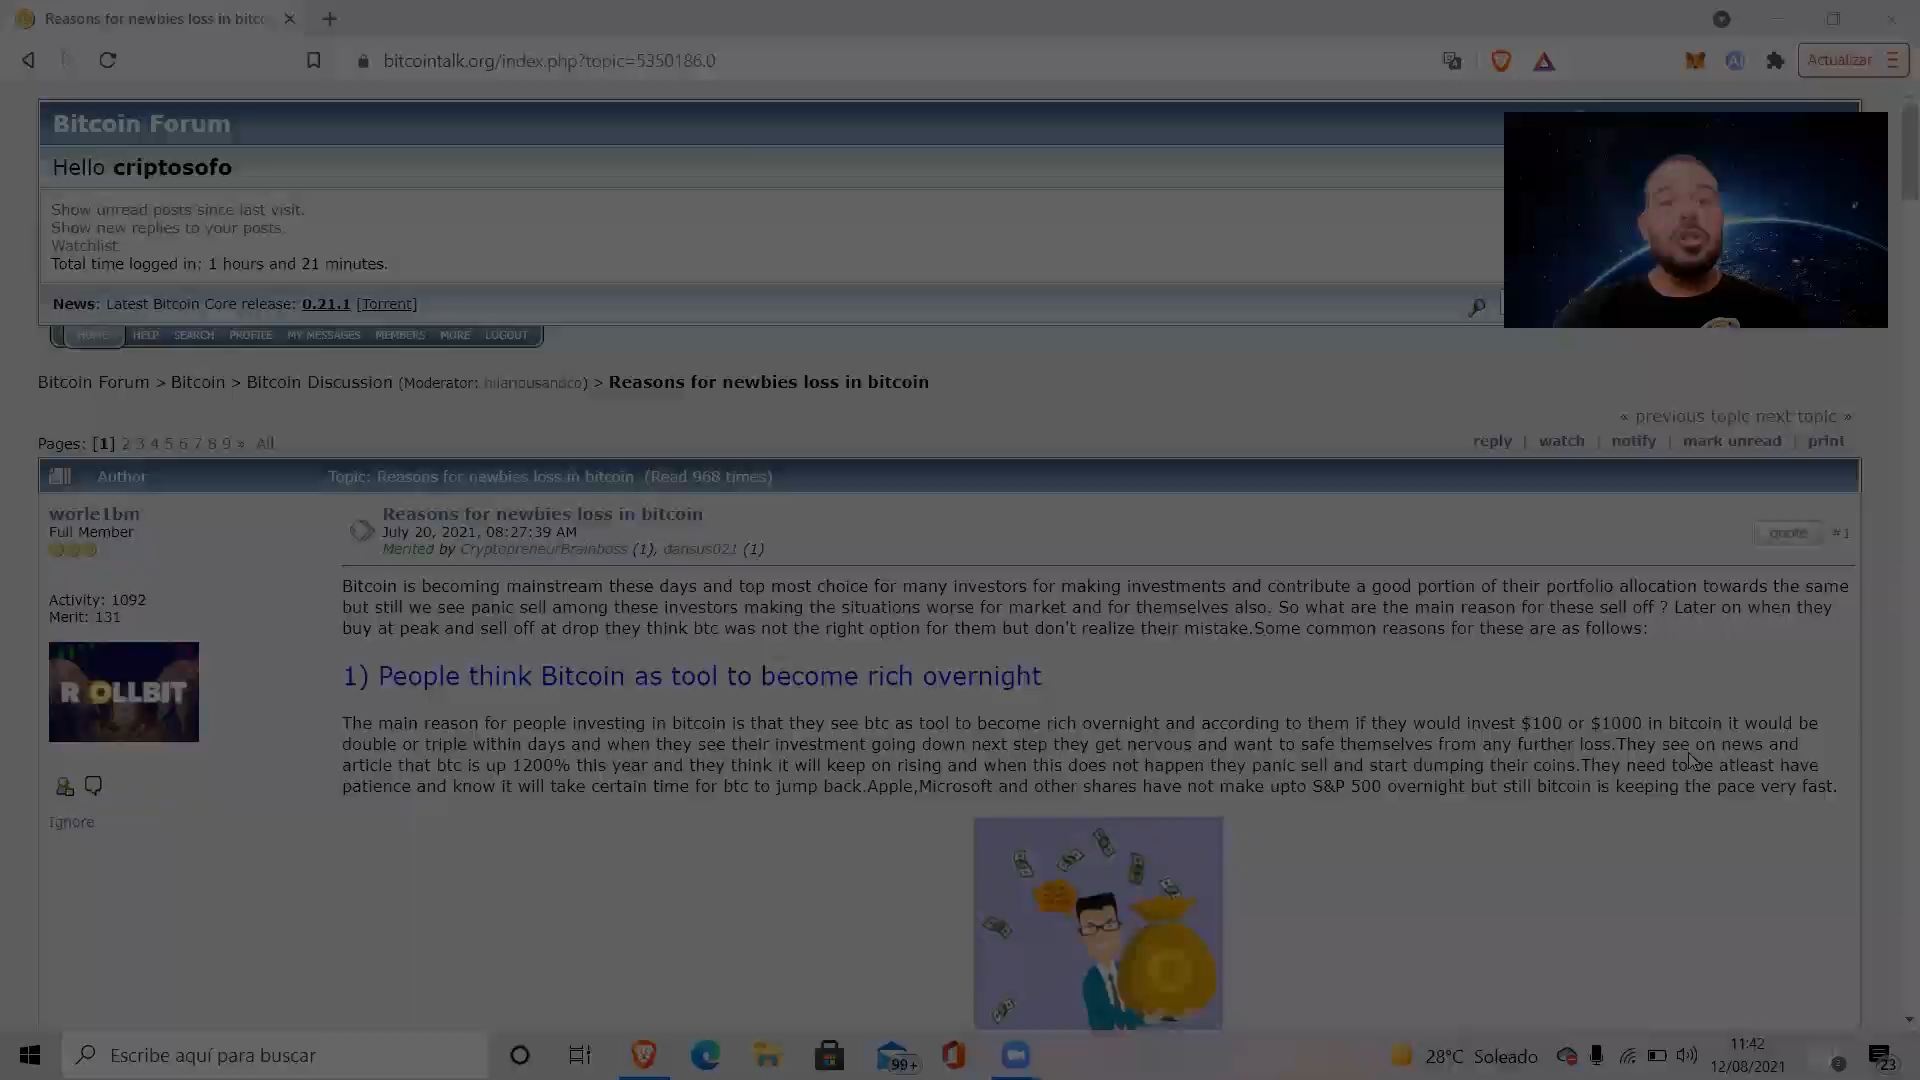 Reasons for newbies loss in bitco
bitcointalk.org/index.php?topic=5350186.0
Actualizar
Bitcoin Forum
Hello criptosofo
Show unread posts since last visit.
Show new replies to your posts.
Watchlist
Total time logged in: 1 hours and 21 minutes.
News: Latest Bitcoin Core release: 0.21.1 [Torrent]
HOME HELP SEARCH PROFILE MY MESSAGES MEMBERS MORE LOGOUT
Bitcoin Forum > Bitcoin > Bitcoin Discussion (Moderator: hilariousandco) > Reasons for newbies loss in bitcoin
« previous topic next topic »
Pages: [1] 2 3 4 5 6 7 8 9 » All
reply | watch | notify | mark unread | print
Author Topic: Reasons for newbies loss in bitcoin (Read 968 times)
worle1bm
Full Member
Activity: 1092
Merit: 131
ROLLBIT
Ignore
Reasons for newbies loss in bitcoin
July 20, 2021, 08:27:39 AM
Merited by CryptopreneurBrainboss (1), dansus021 (1)
quote #1
Bitcoin is becoming mainstream these days and top most choice for many investors for making investments and contribute a good portion of their portfolio allocation towards the same
but still we see panic sell among these investors making the situations worse for market and for themselves also. So what are the main reason for these sell off ? Later on when they
buy at peak and sell off at drop they think btc was not the right option for them but don't realize their mistake.Some common reasons for these are as follows:
1) People think Bitcoin as tool to become rich overnight
The main reason for people investing in bitcoin is that they see btc as tool to become rich overnight and according to them if they would invest $100 or $1000 in bitcoin it would be
double or triple within days and when they see their investment going down next step they get nervous and want to safe themselves from any further loss.They see on news and
article that btc is up 1200% this year and they think it will keep on rising and when this does not happen they panic sell and start dumping their coins.They need to be atleast have
patience and know it will take certain time for btc to jump back.Apple,Microsoft and other shares have not make upto S&P 500 overnight but still bitcoin is keeping the pace very fast.
Escribe aquí para buscar
99+
28°C Soleado
11:42
12/08/2021
23